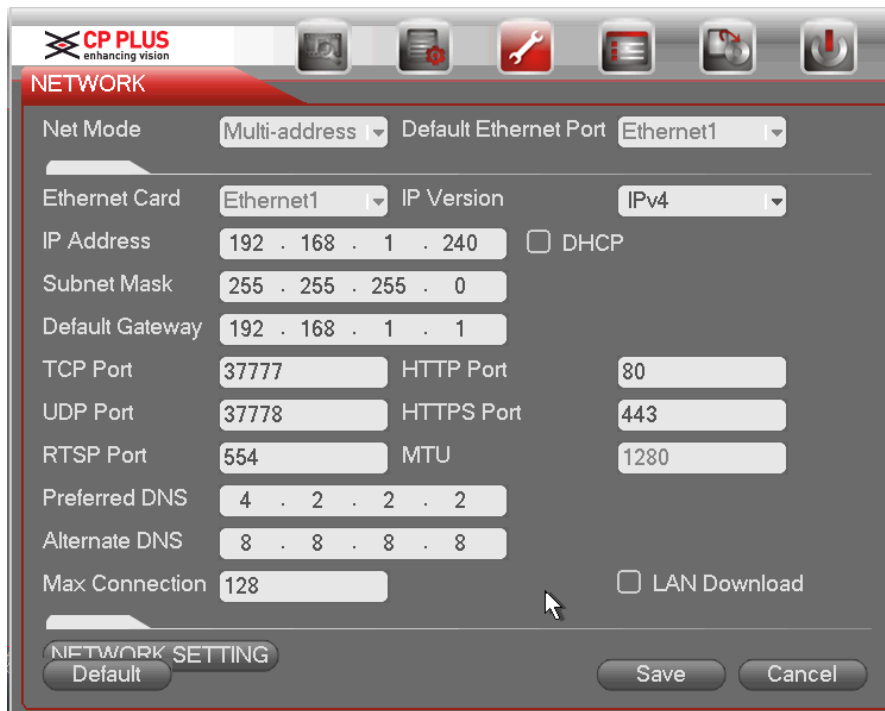 CP PLUS
enhancing vision
NETWORK
Net Mode Multi-address Default Ethernet Port Ethernet1
Ethernet Card Ethernet1 IP Version IPv4
IP Address 192 . 168 . 1 . 240 DHCP
Subnet Mask 255 . 255 . 255 . 0
Default Gateway 192 . 168 . 1 . 1
TCP Port 37777 HTTP Port 80
UDP Port 37778 HTTPS Port 443
RTSP Port 554 MTU 1280
Preferred DNS 4 . 2 . 2 . 2
Alternate DNS 8 . 8 . 8 . 8
Max Connection 128 LAN Download
NETWORK SETTING
Default Save Cancel